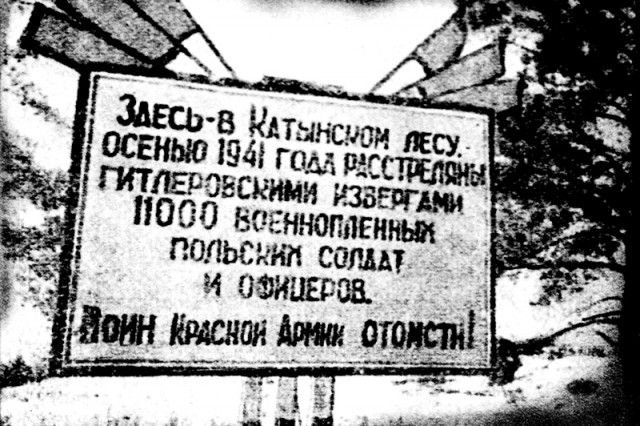 ЗДЕСЬ-В КАТЫНСКОМ ЛЕСУ.-
ОСЕНЬЮ 1941 ГОДА РАССТРЕЛЯНЫ
ГИТЛЕРОВСКИМИ ИЗВЕРГАМИ
11000 ВОЕННОПЛЕННЫХ
ПОЛЬСКИХ СОЛДАТ
И ОФИЦЕРОВ.
ВОИН КРАСНОЙ АРМИИ ОТОМСТИ!